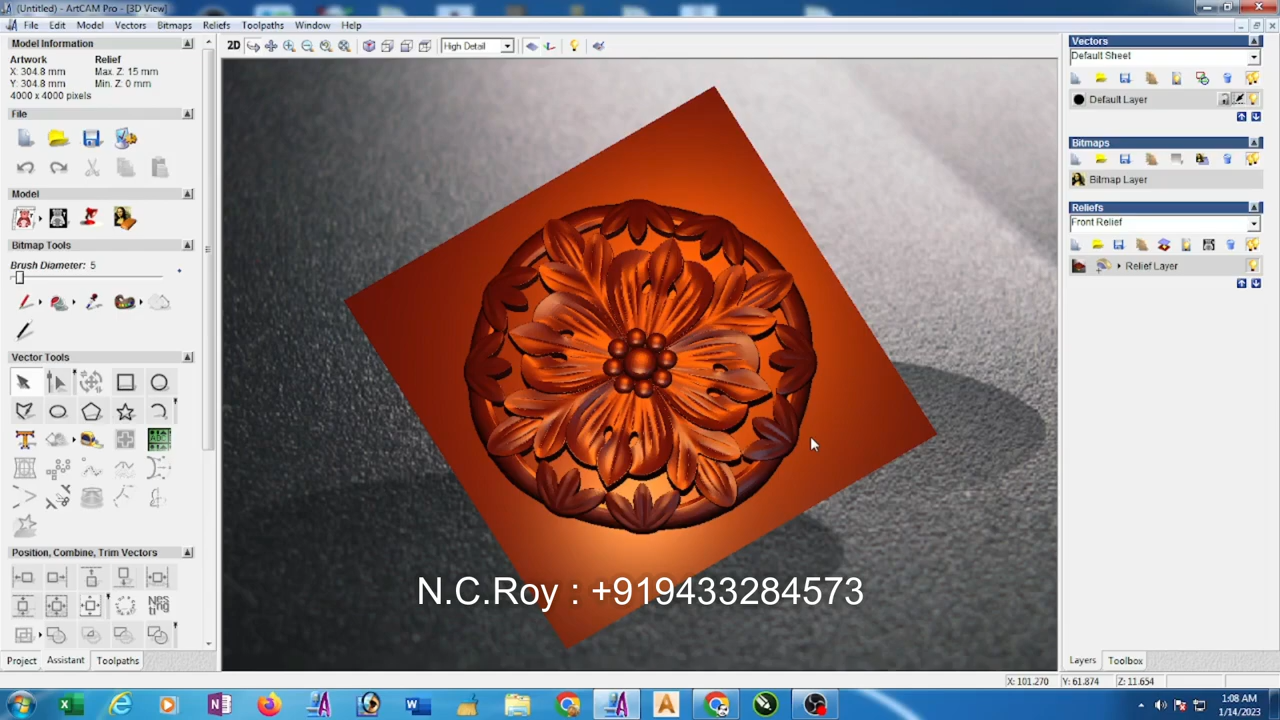 (Untitled) - ArtCAM Pro - [3D View]
File Edit Model Vectors Bitmaps Reliefs Toolpaths Window Help
Model Information
Artwork Relief
X: 304.8 mm Max. Z: 15 mm
Y: 304.8 mm Min. Z: 0 mm
4000 x 4000 pixels
File
Model
Bitmap Tools
Brush Diameter: 5
Vector Tools
Position, Combine, Trim Vectors
Project Assistant Toolpaths
2D High Detail
N.C.Roy : +919433284573
Vectors
Default Sheet
Default Layer
Bitmaps
Bitmap Layer
Reliefs
Front Relief
Relief Layer
Layers Toolbox
X: 101.270 Y: 61.874 Z: 11.654
1:08 AM
1/14/2023